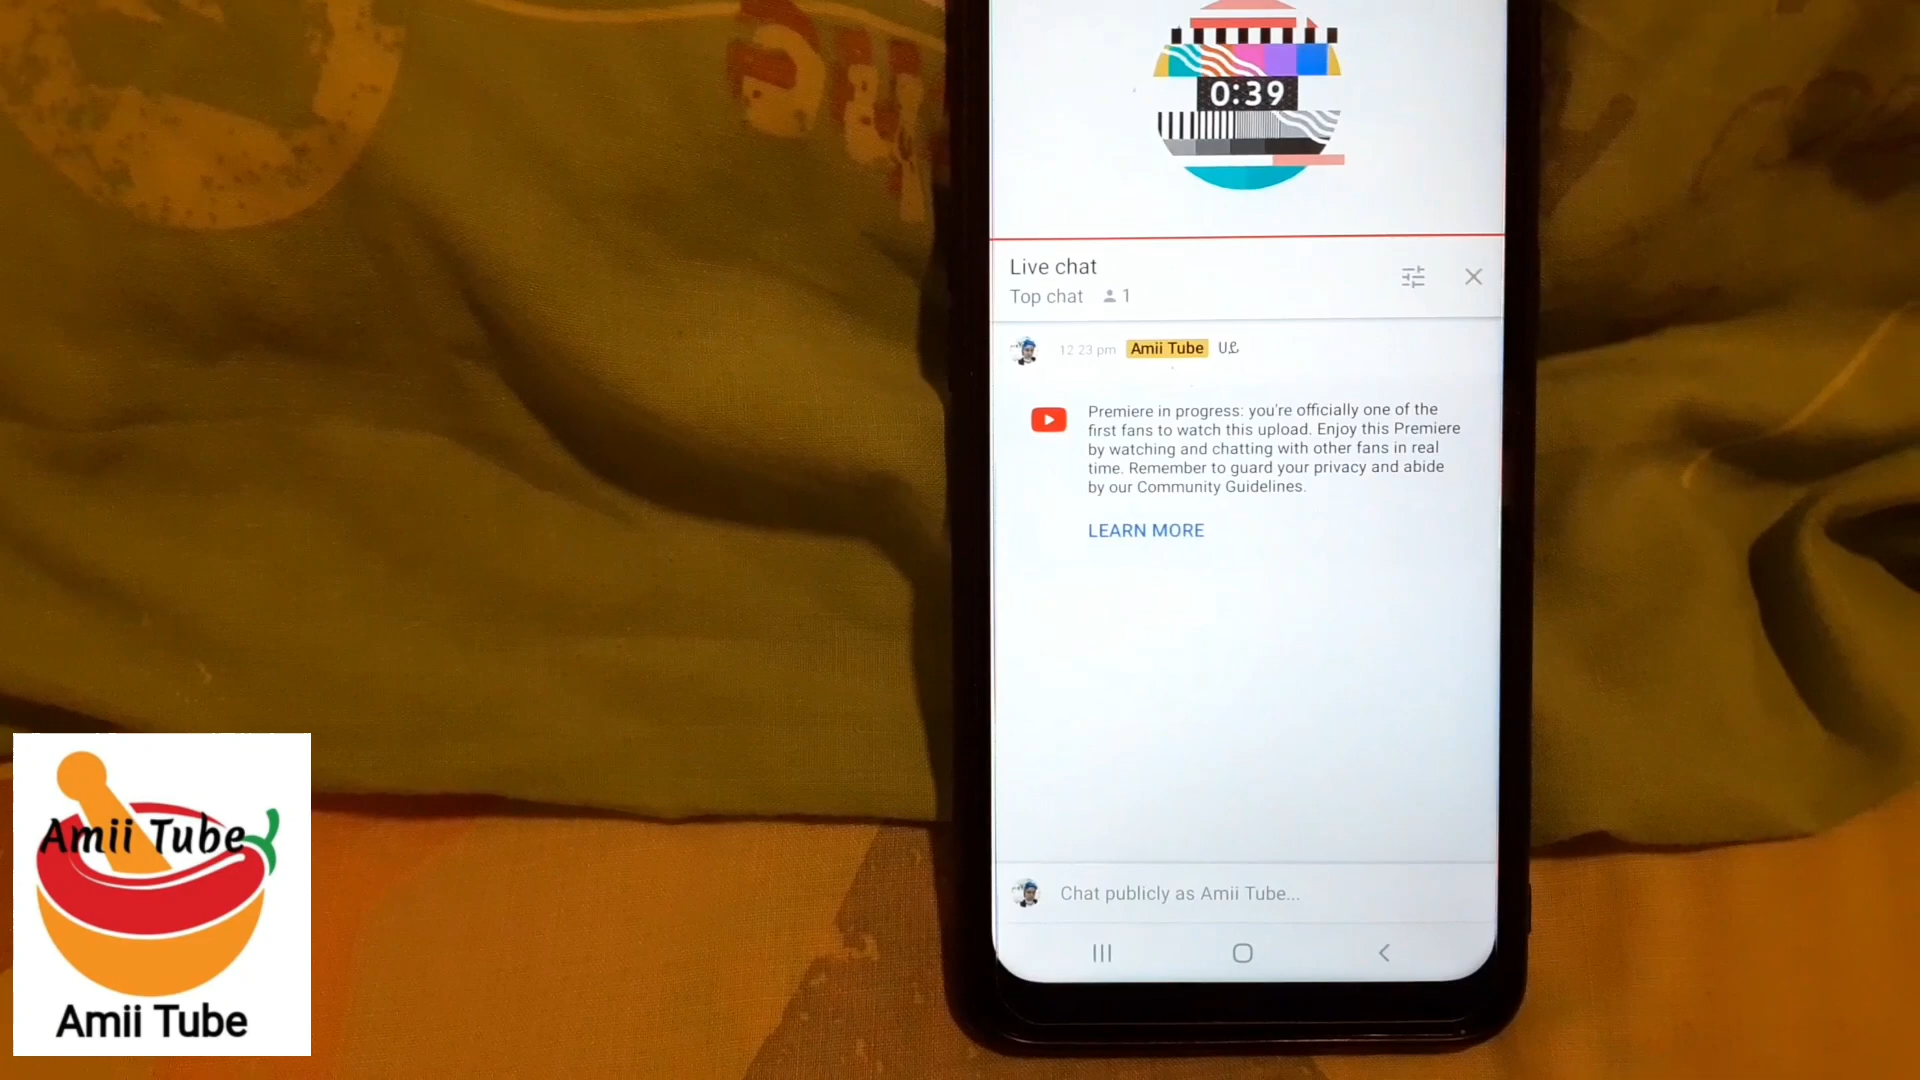 0:39
Live chat
Top chat 1
12:23 pm Amii Tube
Premiere in progress: you're officially one of the
first fans to watch this upload. Enjoy this Premiere
by watching and chatting with other fans in real
time. Remember to guard your privacy and abide
by our Community Guidelines.
LEARN MORE
Chat publicly as Amii Tube...
Amii Tube
Amii Tube